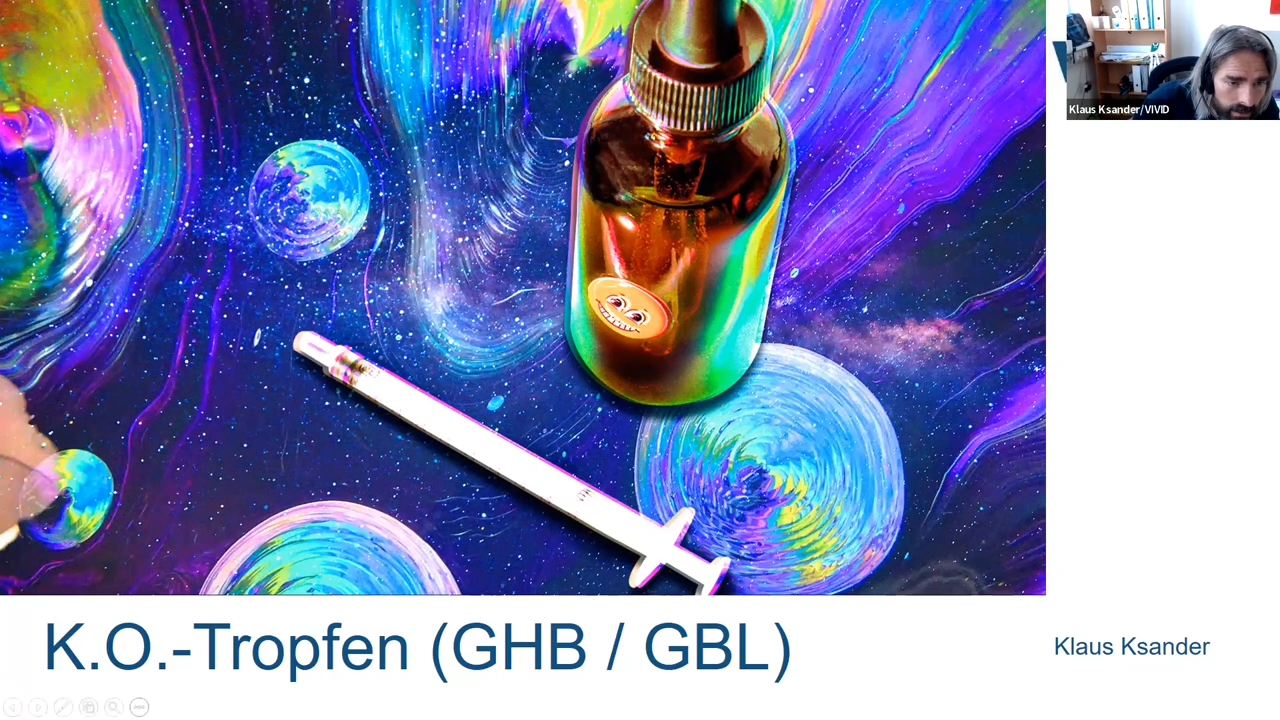 Klaus Ksander/VIVID
K.O.-Tropfen (GHB / GBL)
Klaus Ksander